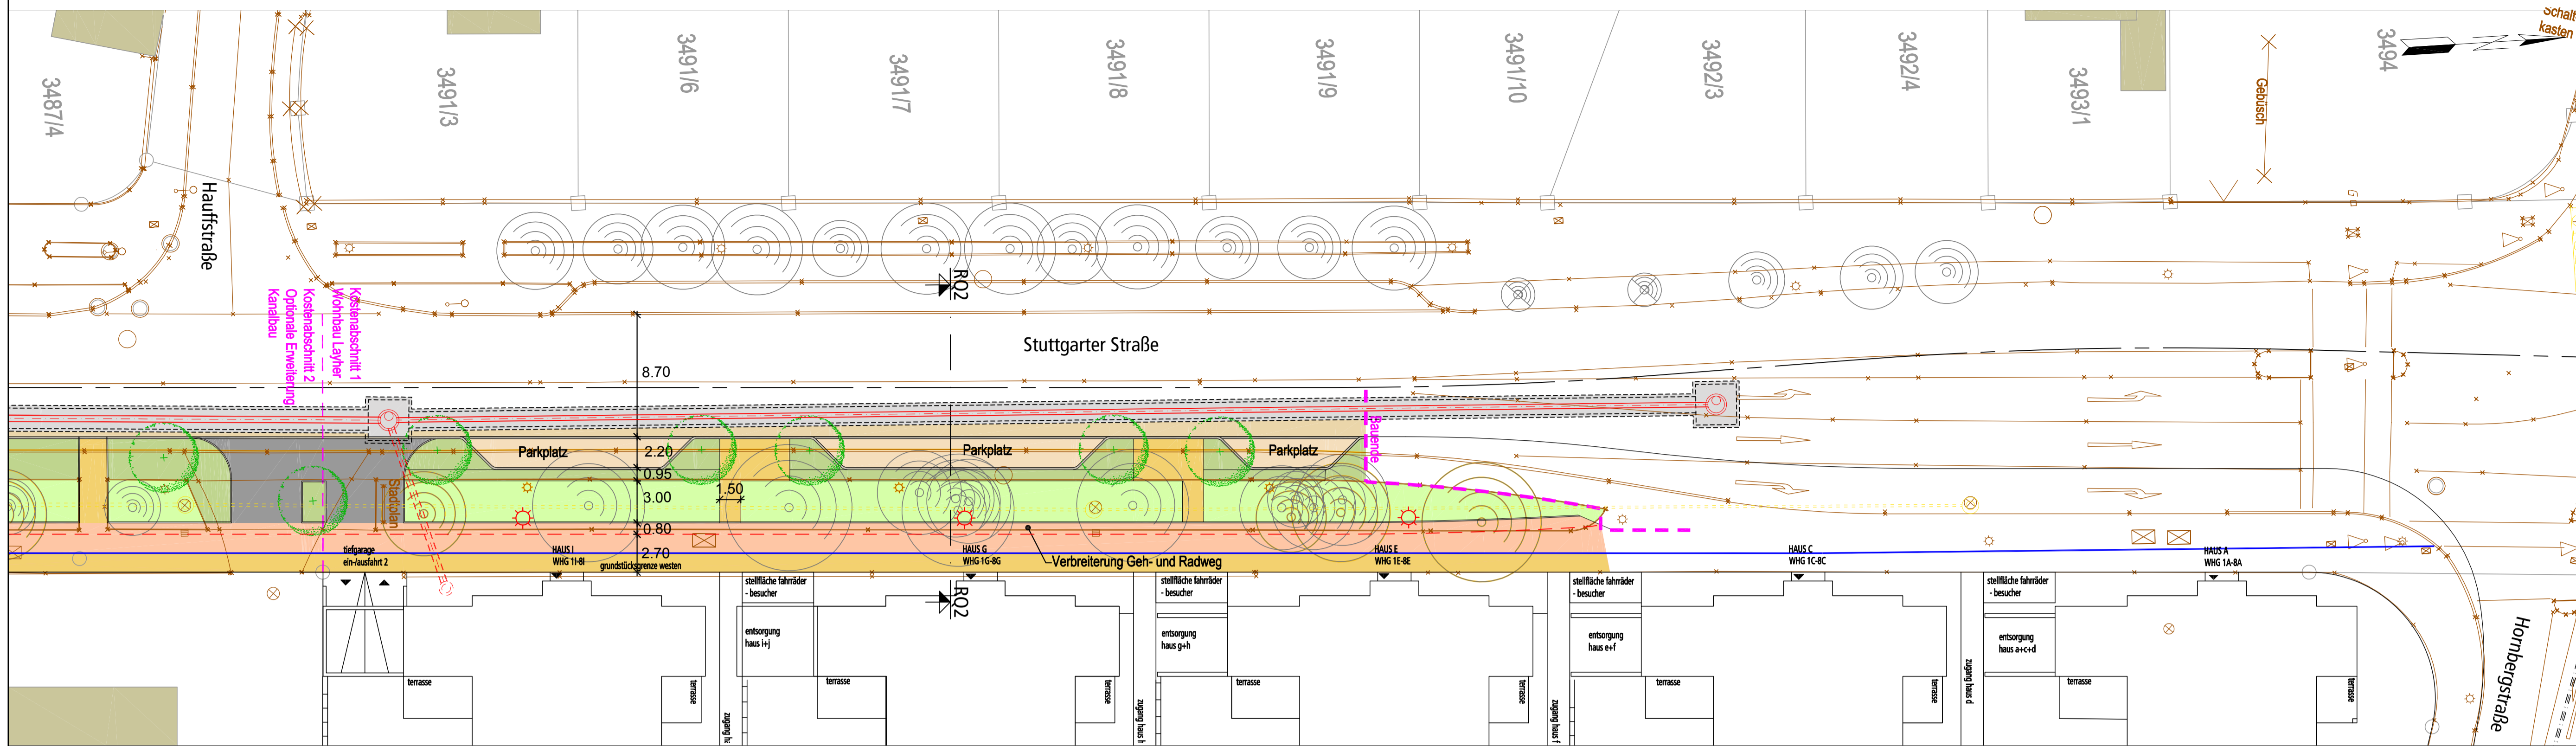 Schalt
kasten
3487/4
3491/3
3491/6
3491/7
3491/8
3491/9
3491/10
3492/3
3492/4
3493/1
3494
Gebüsch
Hauffstraße
Kostenabschnitt 1
Wohnbau Layher
Kostenabschnitt 2
Optionale Erweiterung
Kanalbau
RQ2
Stuttgarter Straße
8.70
Bauende
Parkplatz
Parkplatz
Parkplatz
2.20
0.95
3.00
1.50
0.80
2.70
Stadtplan
tiefgarage
ein-/ausfahrt 2
HAUS I
WHG 1I-8I
grundstücksgrenze westen
HAUS G
WHG 1G-8G
Verbreiterung Geh- und Radweg
HAUS E
WHG 1E-8E
HAUS C
WHG 1C-8C
HAUS A
WHG 1A-8A
RQ2
stellfläche fahrräder
- besucher
stellfläche fahrräder
- besucher
stellfläche fahrräder
- besucher
stellfläche fahrräder
- besucher
entsorgung
haus i+j
entsorgung
haus g+h
entsorgung
haus e+f
entsorgung
haus a+c+d
terrasse
terrasse
terrasse
terrasse
terrasse
terrasse
terrasse
terrasse
terrasse
terrasse
zugang
zugang haus h
zugang haus f
zugang haus d
Hornbergstraße